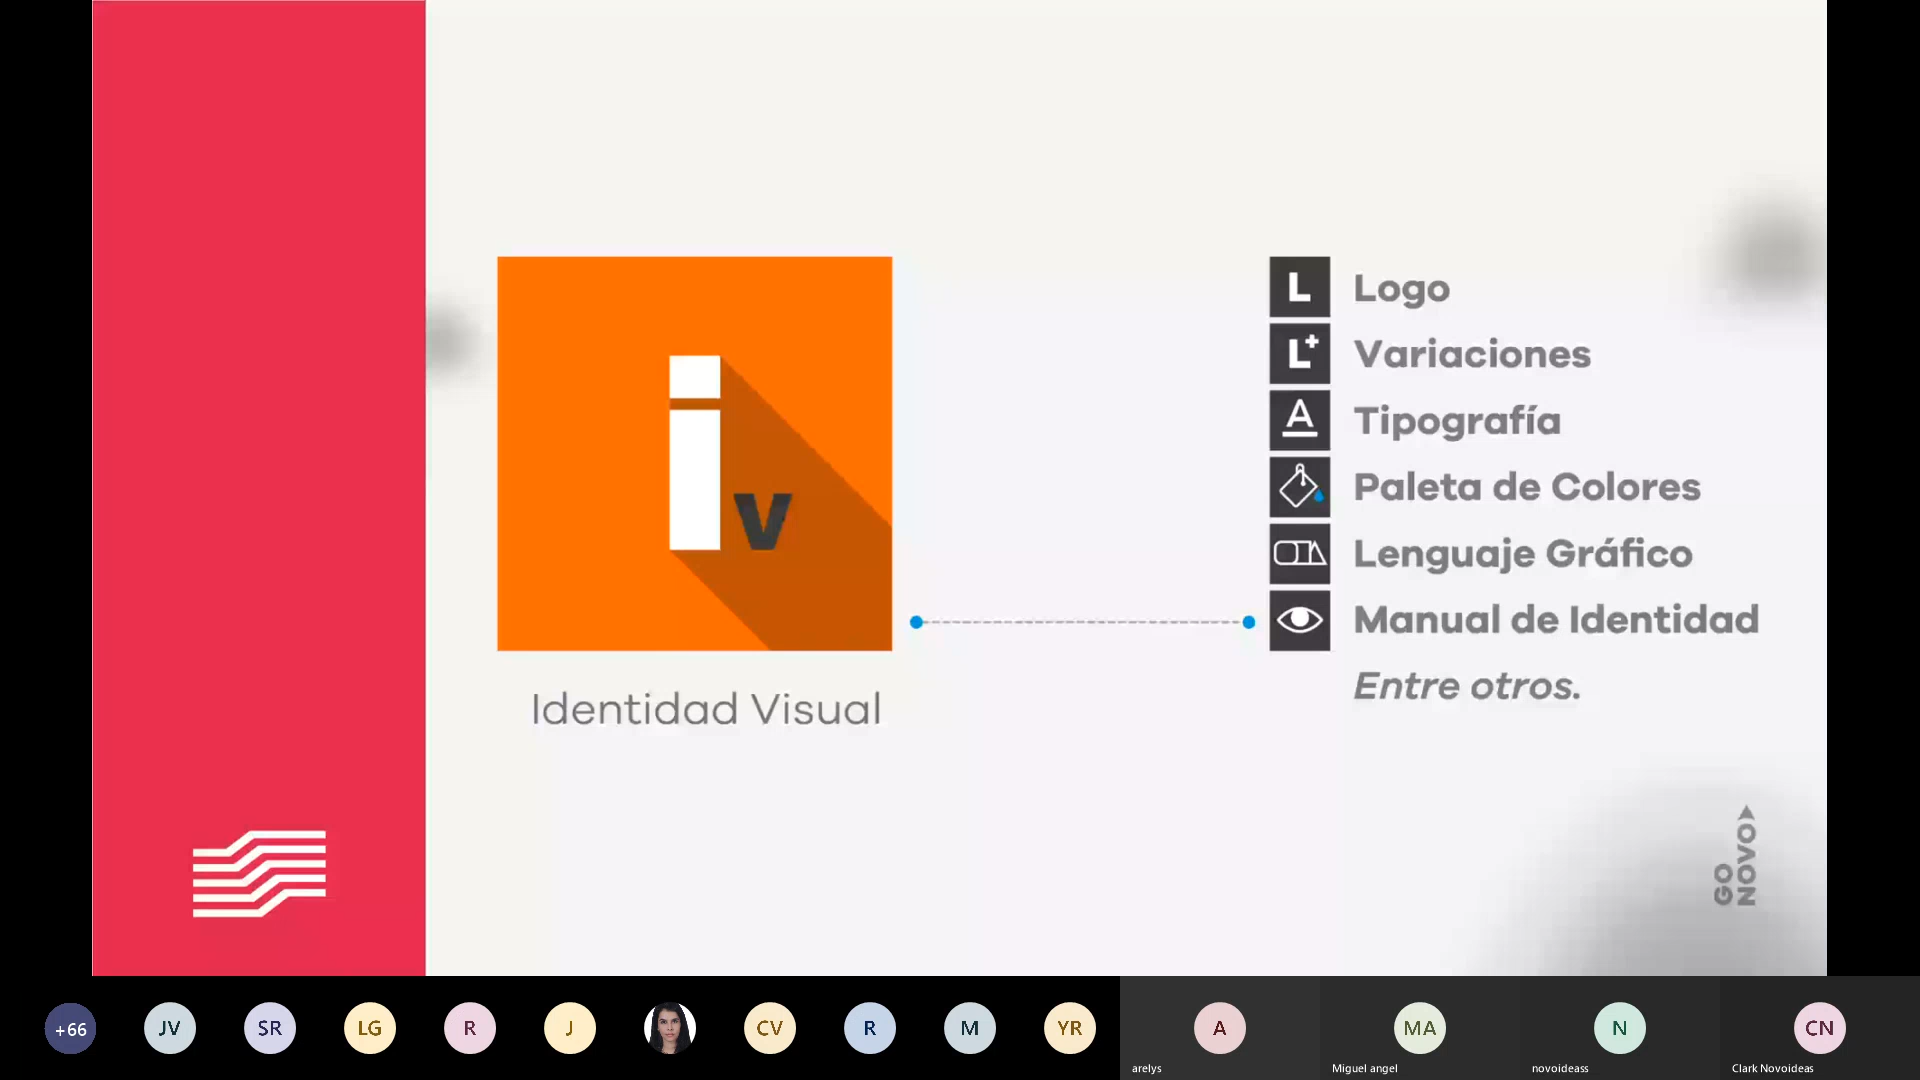 iv
Identidad Visual
L Logo
L+ Variaciones
A Tipografía
Paleta de Colores
Lenguaje Gráfico
Manual de Identidad
Entre otros.
GO
NOVO
+66 JV SR LG R J CV R M YR A MA N CN
arelys Miguel angel novoideass Clark Novoideas